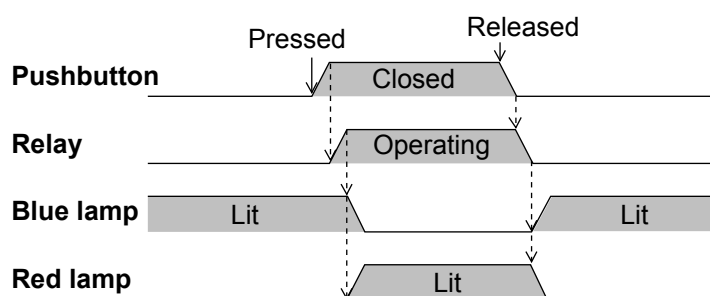 Pressed
Released
Pushbutton
Closed
Relay
Operating
Blue lamp
Lit
Lit
Red lamp
Lit